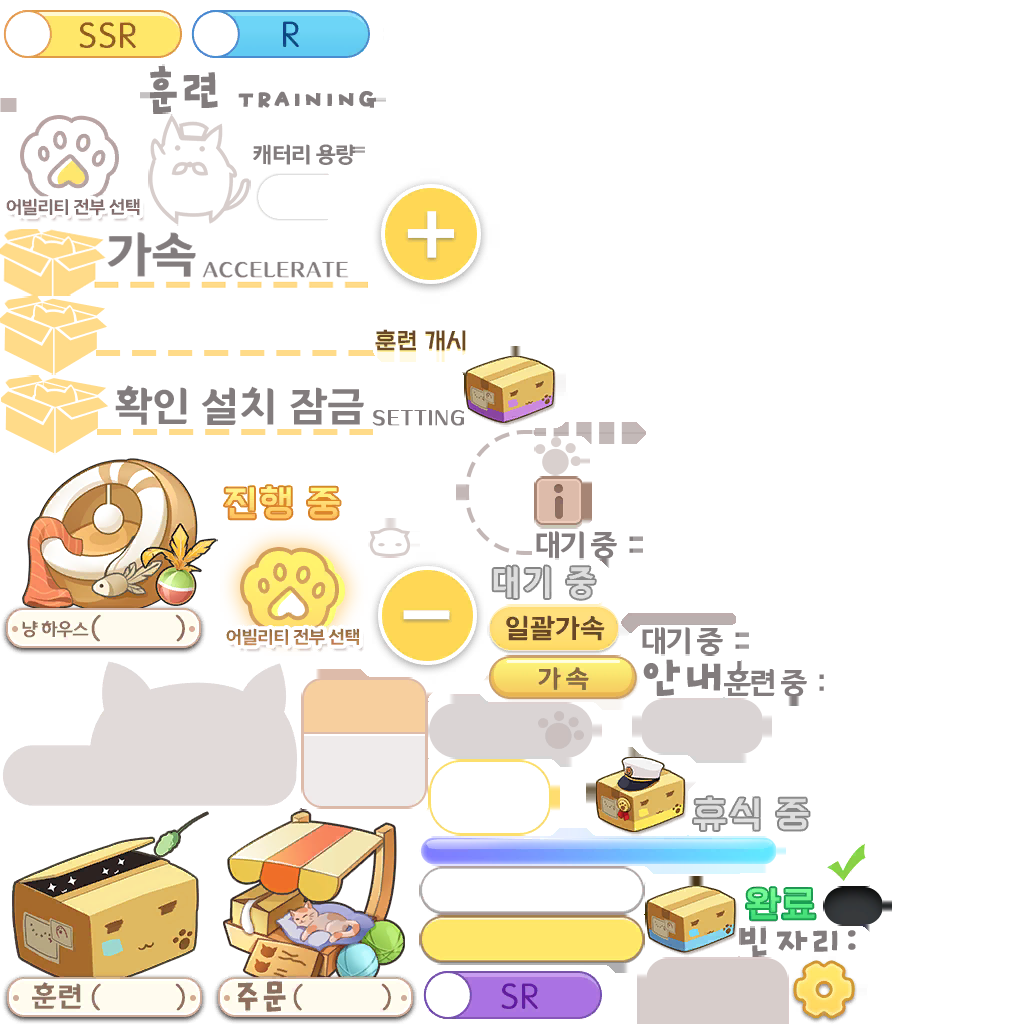 SSR
R
훈련 TRAINING
캐터리 용량
어빌리티 전부 선택
가속 ACCELERATE
훈련 개시
확인 설치 잠금 SETTING
진행 중
대기 중 :
대기 중
일괄가속
냥 하우스( )
어빌리티 전부 선택
대기 중 :
가속
안내
훈련 중 :
휴식 중
완료
빈 자리 :
훈련 ( )
주문 ( )
SR